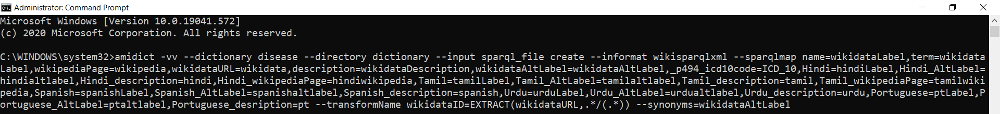 Administrator: Command Prompt
Microsoft Windows [Version 10.0.19041.572]
(c) 2020 Microsoft Corporation. All rights reserved.
C:\WINDOWS\system32>amidict -vv --dictionary disease --directory dictionary --input sparql_file create --informat wikisparqlxml --sparqlmap name=wikidataLabel,term=wikidata
Label,wikipediaPage=wikipedia,wikidataURL=wikidata,description=wikidataDescription,wikidataAltLabel=wikidataAltLabel,_p494_icd10code=ICD_10,Hindi=hindiLabel,Hindi_AltLabel=
hindialtlabel,Hindi_description=hindi,Hindi_wikipediaPage=hindiwikipedia,Tamil=tamilLabel,Tamil_AltLabel=tamilaltlabel,Tamil_description=tamil,Tamil_wikipediaPage=tamilwiki
pedia,Spanish=spanishLabel,Spanish_AltLabel=spanishaltlabel,Spanish_description=spanish,Urdu=urduLabel,Urdu_AltLabel=urdualtlabel,Urdu_description=urdu,Portuguese=ptLabel,P
ortuguese_AltLabel=ptaltlabel,Portuguese_desription=pt --transformName wikidataID=EXTRACT(wikidataURL,.*/(.*)) --synonyms=wikidataAltLabel